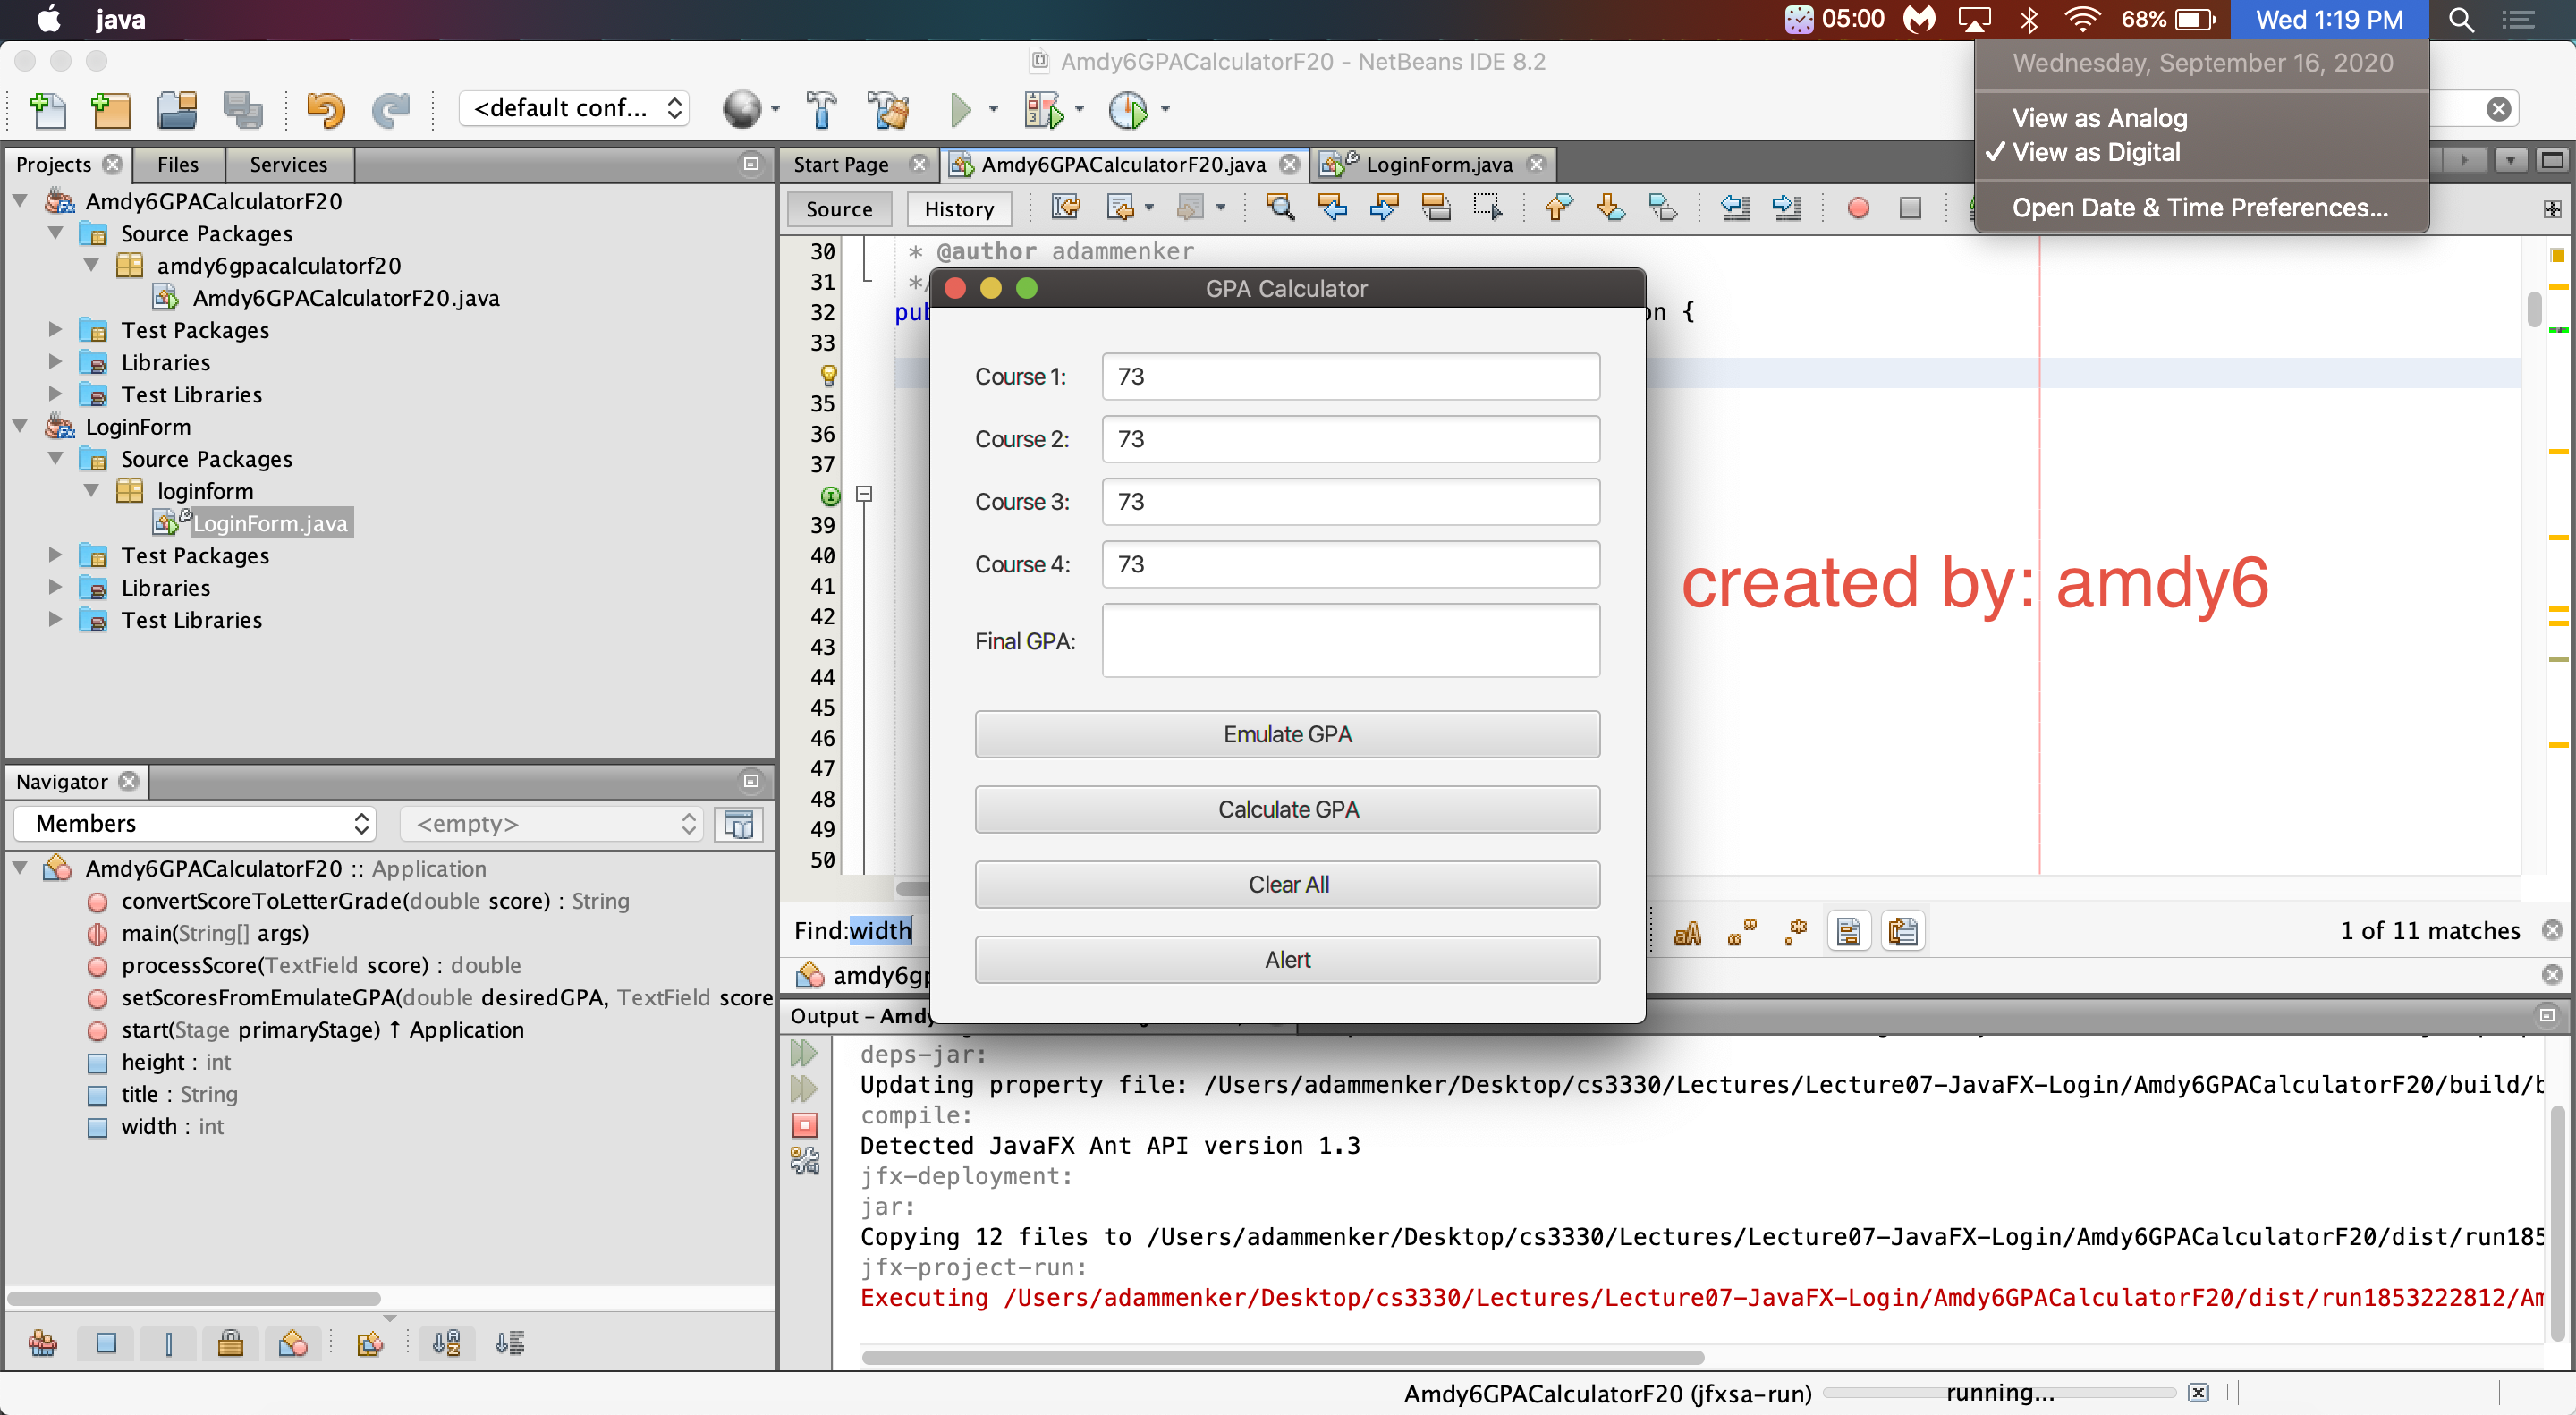 java
05:00
68%
Wed 1:19 PM
Amdy6GPACalculatorF20 - NetBeans IDE 8.2
Wednesday, September 16, 2020
View as Analog
✓ View as Digital
Open Date & Time Preferences...
<default conf...
Projects
Files
Services
Amdy6GPACalculatorF20
Source Packages
amdy6gpacalculatorf20
Amdy6GPACalculatorF20.java
Test Packages
Libraries
Test Libraries
LoginForm
Source Packages
loginform
LoginForm.java
Test Packages
Libraries
Test Libraries
Navigator
Members
<empty>
Amdy6GPACalculatorF20 :: Application
convertScoreToLetterGrade(double score) : String
main(String[] args)
processScore(TextField score) : double
setScoresFromEmulateGPA(double desiredGPA, TextField score
start(Stage primaryStage) ↑ Application
height : int
title : String
width : int
Start Page
Amdy6GPACalculatorF20.java
LoginForm.java
Source
History
30 * @author adammenker
31 */
32 pub
n {
33
35
36
37
39
40
41
42
43
44
45
46
47
48
49
50
GPA Calculator
Course 1: 73
Course 2: 73
Course 3: 73
Course 4: 73
Final GPA:
Emulate GPA
Calculate GPA
Clear All
Alert
created by: amdy6
Find: width
1 of 11 matches
amdy6gp
Output - Amdy
deps-jar:
Updating property file: /Users/adammenker/Desktop/cs3330/Lectures/Lecture07-JavaFX-Login/Amdy6GPACalculatorF20/build/b
compile:
Detected JavaFX Ant API version 1.3
jfx-deployment:
jar:
Copying 12 files to /Users/adammenker/Desktop/cs3330/Lectures/Lecture07-JavaFX-Login/Amdy6GPACalculatorF20/dist/run185
jfx-project-run:
Executing /Users/adammenker/Desktop/cs3330/Lectures/Lecture07-JavaFX-Login/Amdy6GPACalculatorF20/dist/run1853222812/Am
Amdy6GPACalculatorF20 (jfxsa-run)
running...